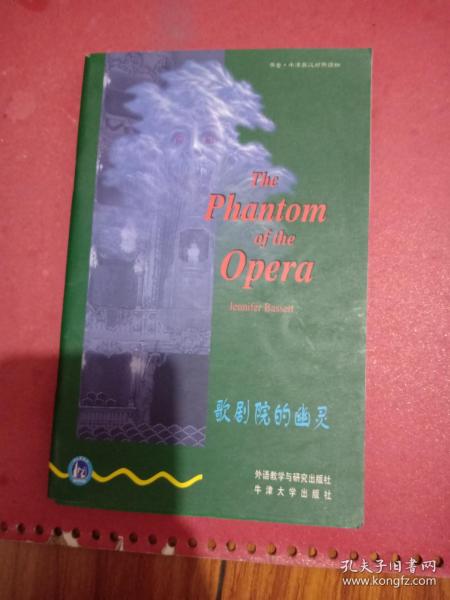 书虫·牛津英汉对照读物
The
Phantom
of the
Opera
Jennifer Bassett
歌剧院的幽灵
外语教学与研究出版社
牛津大学出版社
孔夫子旧书网
www.kongfz.com